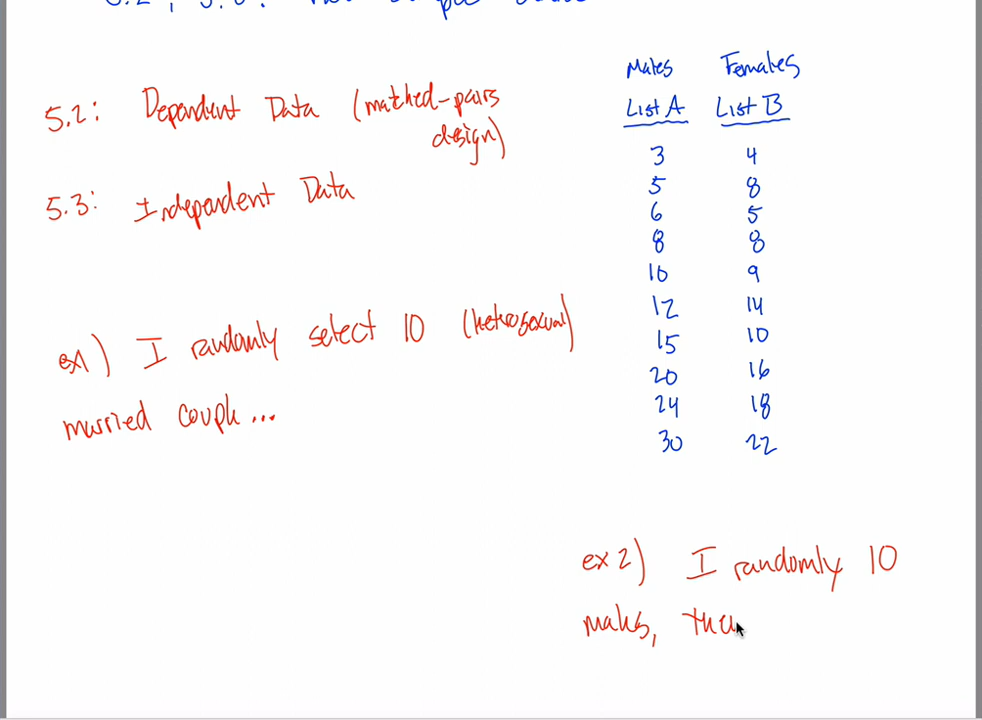 5.2: Dependent Data (matched-pairs
design)
5.3: Independent Data
Males Females
List A List B
3 4
5 8
6 5
8 8
10 9
12 14
15 10
20 16
24 18
30 22
ex1) I randomly select 10 (heterosexual)
married couple...
ex 2) I randomly 10
males, then